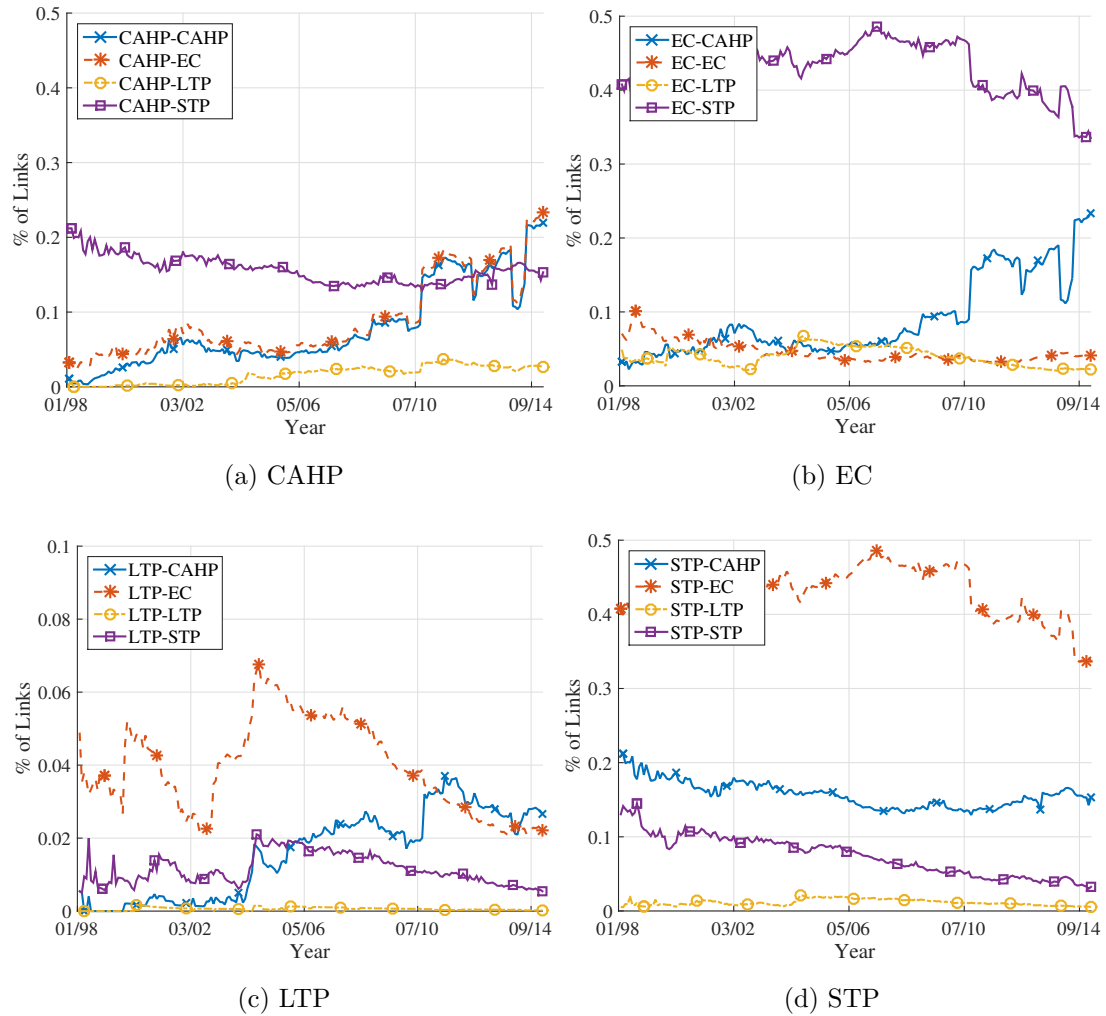 0.5
0.4
0.3
0.2
0.1
0
% of Links
CAHP-CAHP
CAHP-EC
CAHP-LTP
CAHP-STP
01/98 03/02 05/06 07/10 09/14
Year
(a) CAHP
0.5
0.4
0.3
0.2
0.1
0
% of Links
EC-CAHP
EC-EC
EC-LTP
EC-STP
01/98 03/02 05/06 07/10 09/14
Year
(b) EC
0.1
0.08
0.06
0.04
0.02
0
% of Links
LTP-CAHP
LTP-EC
LTP-LTP
LTP-STP
01/98 03/02 05/06 07/10 09/14
Year
(c) LTP
0.5
0.4
0.3
0.2
0.1
0
% of Links
STP-CAHP
STP-EC
STP-LTP
STP-STP
01/98 03/02 05/06 07/10 09/14
Year
(d) STP